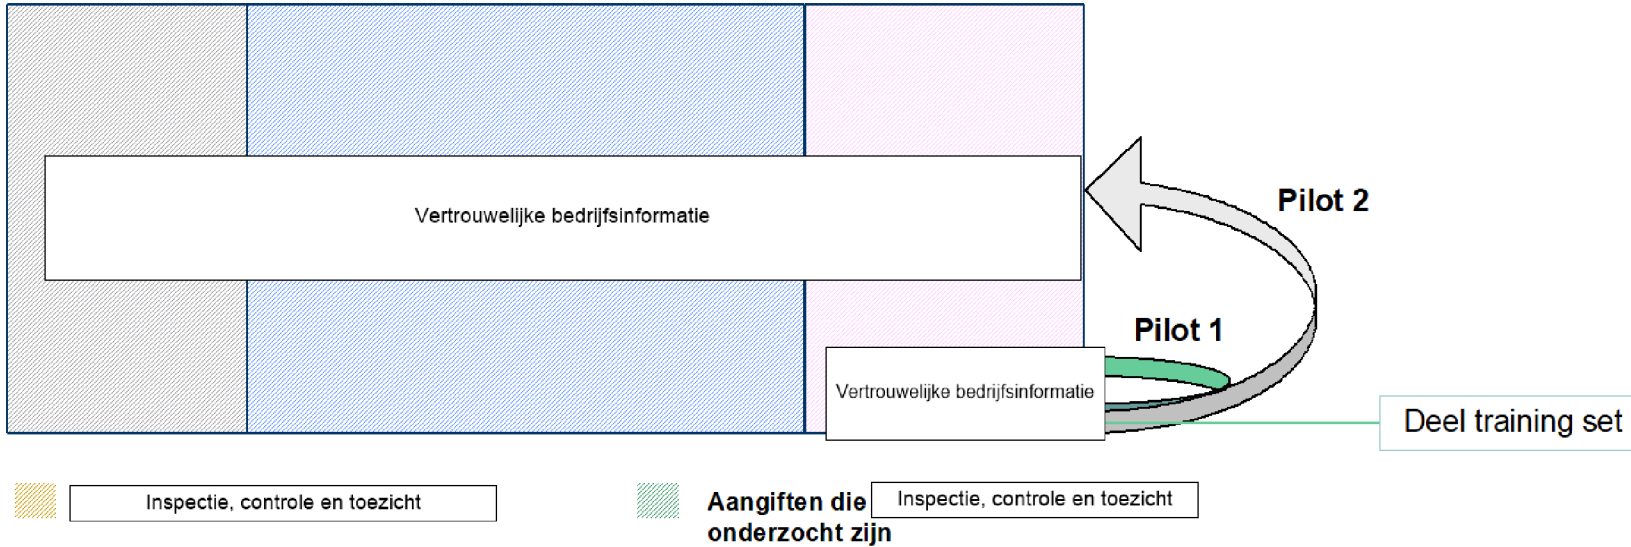 Vertrouwelijke bedrijfsinformatie
Pilot 2
Pilot 1
Vertrouwelijke bedrijfsinformatie
Deel training set
Inspectie, controle en toezicht
Aangiften die
onderzocht zijn
Inspectie, controle en toezicht